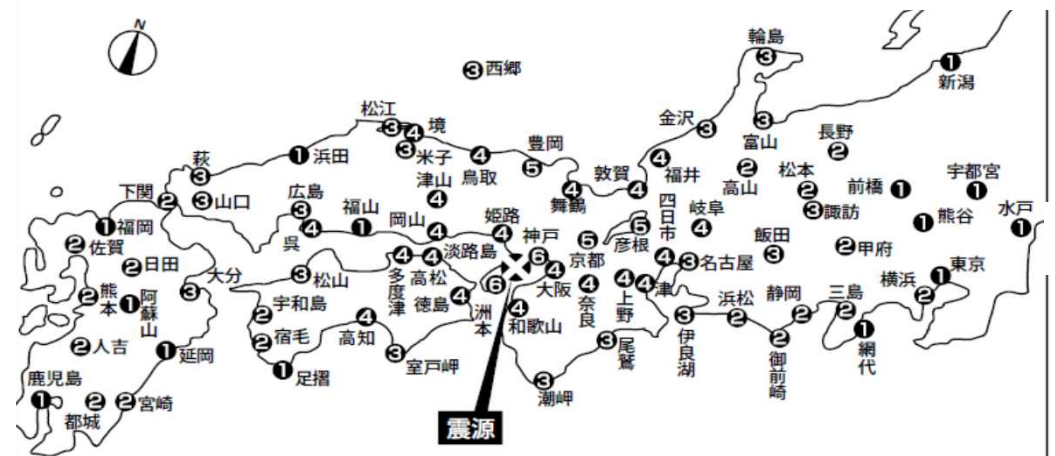 N
輪島
3
3 西郷
1
新潟
松江
3
境
4
3
米子
金沢
3
富山
3
長野
2
豊岡
5
萩
3
1 浜田
鳥取
4
敦賀
4
4
福井
高山
4
松本
2
前橋 1
宇都宮
1
下関
2
3 山口
広島
3
津山
4
舞鶴
4
四日市
岐阜
4
3
諏訪
1
熊谷
水戸
1
1
福岡
2
佐賀
呉
4
福山
1
岡山
4
姫路
4
神戸
6
5
京都
5
彦根
飯田
3
2 甲府
2 日田
大分
3
3
松山
4
多度津
4
高松
淡路島
6
4
大阪
4
3 名古屋
東京
1
横浜
2
熊本
2
1
阿蘇山
宇和島
2
徳島
4
洲本
4
和歌山
4
奈良
4
上野
4
津
浜松
2
静岡
3
三島
2
2 人吉
1
延岡
2
宿毛
高知
4
3
室戸岬
3
尾鷲
3
伊良湖
2
御前崎
1
網代
鹿児島
1
2
都城
2 宮崎
1
足摺
3
潮岬
震源